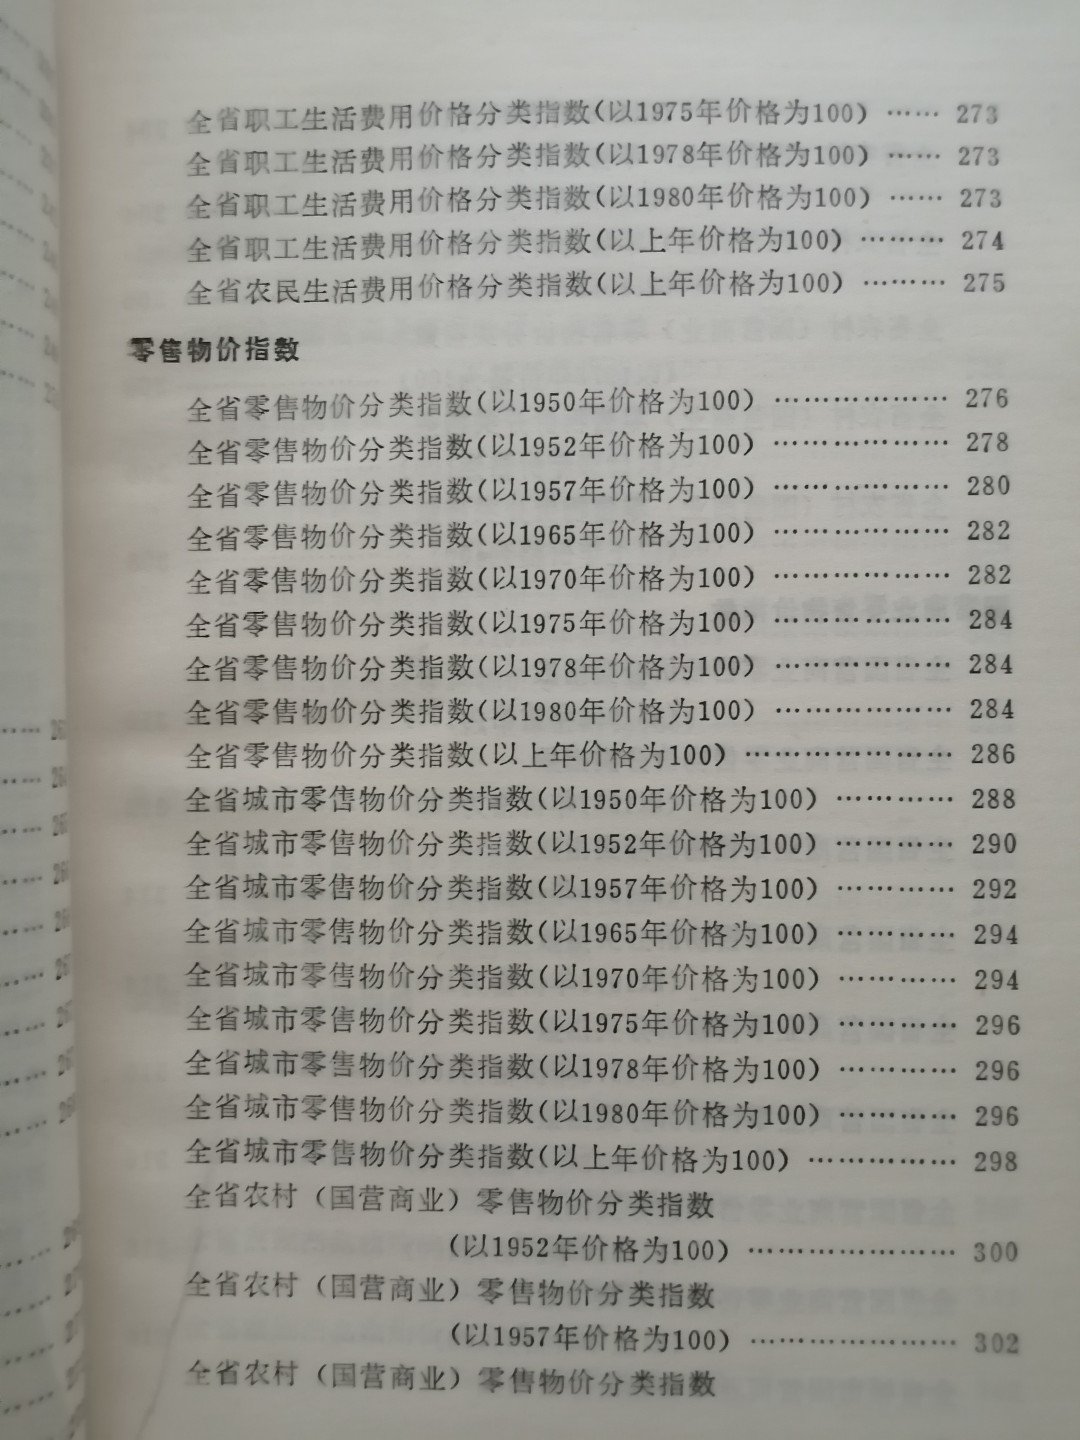 全省职工生活费用价格分类指数(以1975年价格为100) …… 273
全省职工生活费用价格分类指数(以1978年价格为100) …… 273
全省职工生活费用价格分类指数(以1980年价格为100) …… 273
全省职工生活费用价格分类指数(以上年价格为100) ……… 274
全省农民生活费用价格分类指数(以上年价格为100) ……… 275
零售物价指数
全省零售物价分类指数(以1950年价格为100) ……………… 276
全省零售物价分类指数(以1952年价格为100) ……………… 278
全省零售物价分类指数(以1957年价格为100) ……………… 280
全省零售物价分类指数(以1965年价格为100) ……………… 282
全省零售物价分类指数(以1970年价格为100) ……………… 282
全省零售物价分类指数(以1975年价格为100) ……………… 284
全省零售物价分类指数(以1978年价格为100) ……………… 284
全省零售物价分类指数(以1980年价格为100) ……………… 284
全省零售物价分类指数(以上年价格为100) ………………… 286
全省城市零售物价分类指数(以1950年价格为100) ………… 288
全省城市零售物价分类指数(以1952年价格为100) ………… 290
全省城市零售物价分类指数(以1957年价格为100) ………… 292
全省城市零售物价分类指数(以1965年价格为100) ………… 294
全省城市零售物价分类指数(以1970年价格为100) ………… 294
全省城市零售物价分类指数(以1975年价格为100) ………… 296
全省城市零售物价分类指数(以1978年价格为100) ………… 296
全省城市零售物价分类指数(以1980年价格为100) ………… 296
全省城市零售物价分类指数(以上年价格为100) …………… 298
全省农村（国营商业）零售物价分类指数
(以1952年价格为100) ………………… 300
全省农村（国营商业）零售物价分类指数
(以1957年价格为100) ………………… 302
全省农村（国营商业）零售物价分类指数